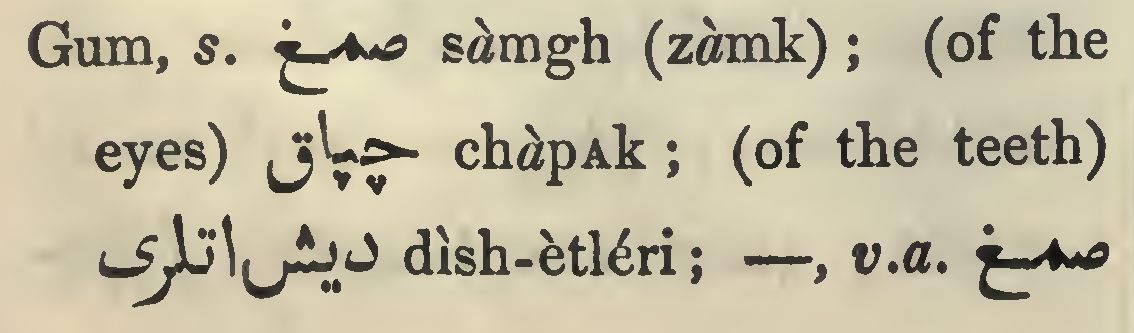 Gum, s. صمغ sàmgh (zàmk) ; (of the
eyes) چپاق chàpAk ; (of the teeth)
دیش اتلری dìsh-ètléri ; —, v.a. صمغ